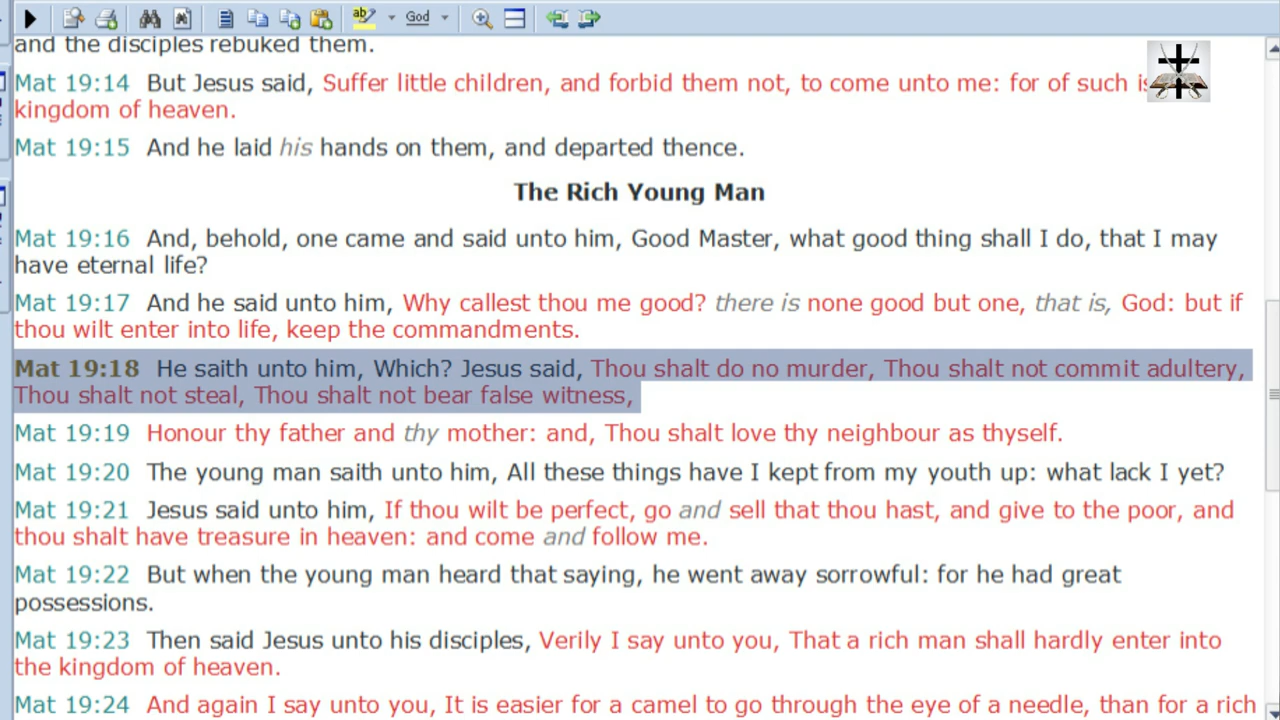 God
and the disciples rebuked them.
Mat 19:14 But Jesus said, Suffer little children, and forbid them not, to come unto me: for of such is
kingdom of heaven.
Mat 19:15 And he laid his hands on them, and departed thence.
The Rich Young Man
Mat 19:16 And, behold, one came and said unto him, Good Master, what good thing shall I do, that I may
have eternal life?
Mat 19:17 And he said unto him, Why callest thou me good? there is none good but one, that is, God: but if
thou wilt enter into life, keep the commandments.
Mat 19:18 He saith unto him, Which? Jesus said, Thou shalt do no murder, Thou shalt not commit adultery,
Thou shalt not steal, Thou shalt not bear false witness,
Mat 19:19 Honour thy father and thy mother: and, Thou shalt love thy neighbour as thyself.
Mat 19:20 The young man saith unto him, All these things have I kept from my youth up: what lack I yet?
Mat 19:21 Jesus said unto him, If thou wilt be perfect, go and sell that thou hast, and give to the poor, and
thou shalt have treasure in heaven: and come and follow me.
Mat 19:22 But when the young man heard that saying, he went away sorrowful: for he had great
possessions.
Mat 19:23 Then said Jesus unto his disciples, Verily I say unto you, That a rich man shall hardly enter into
the kingdom of heaven.
Mat 19:24 And again I say unto you, It is easier for a camel to go through the eye of a needle, than for a rich